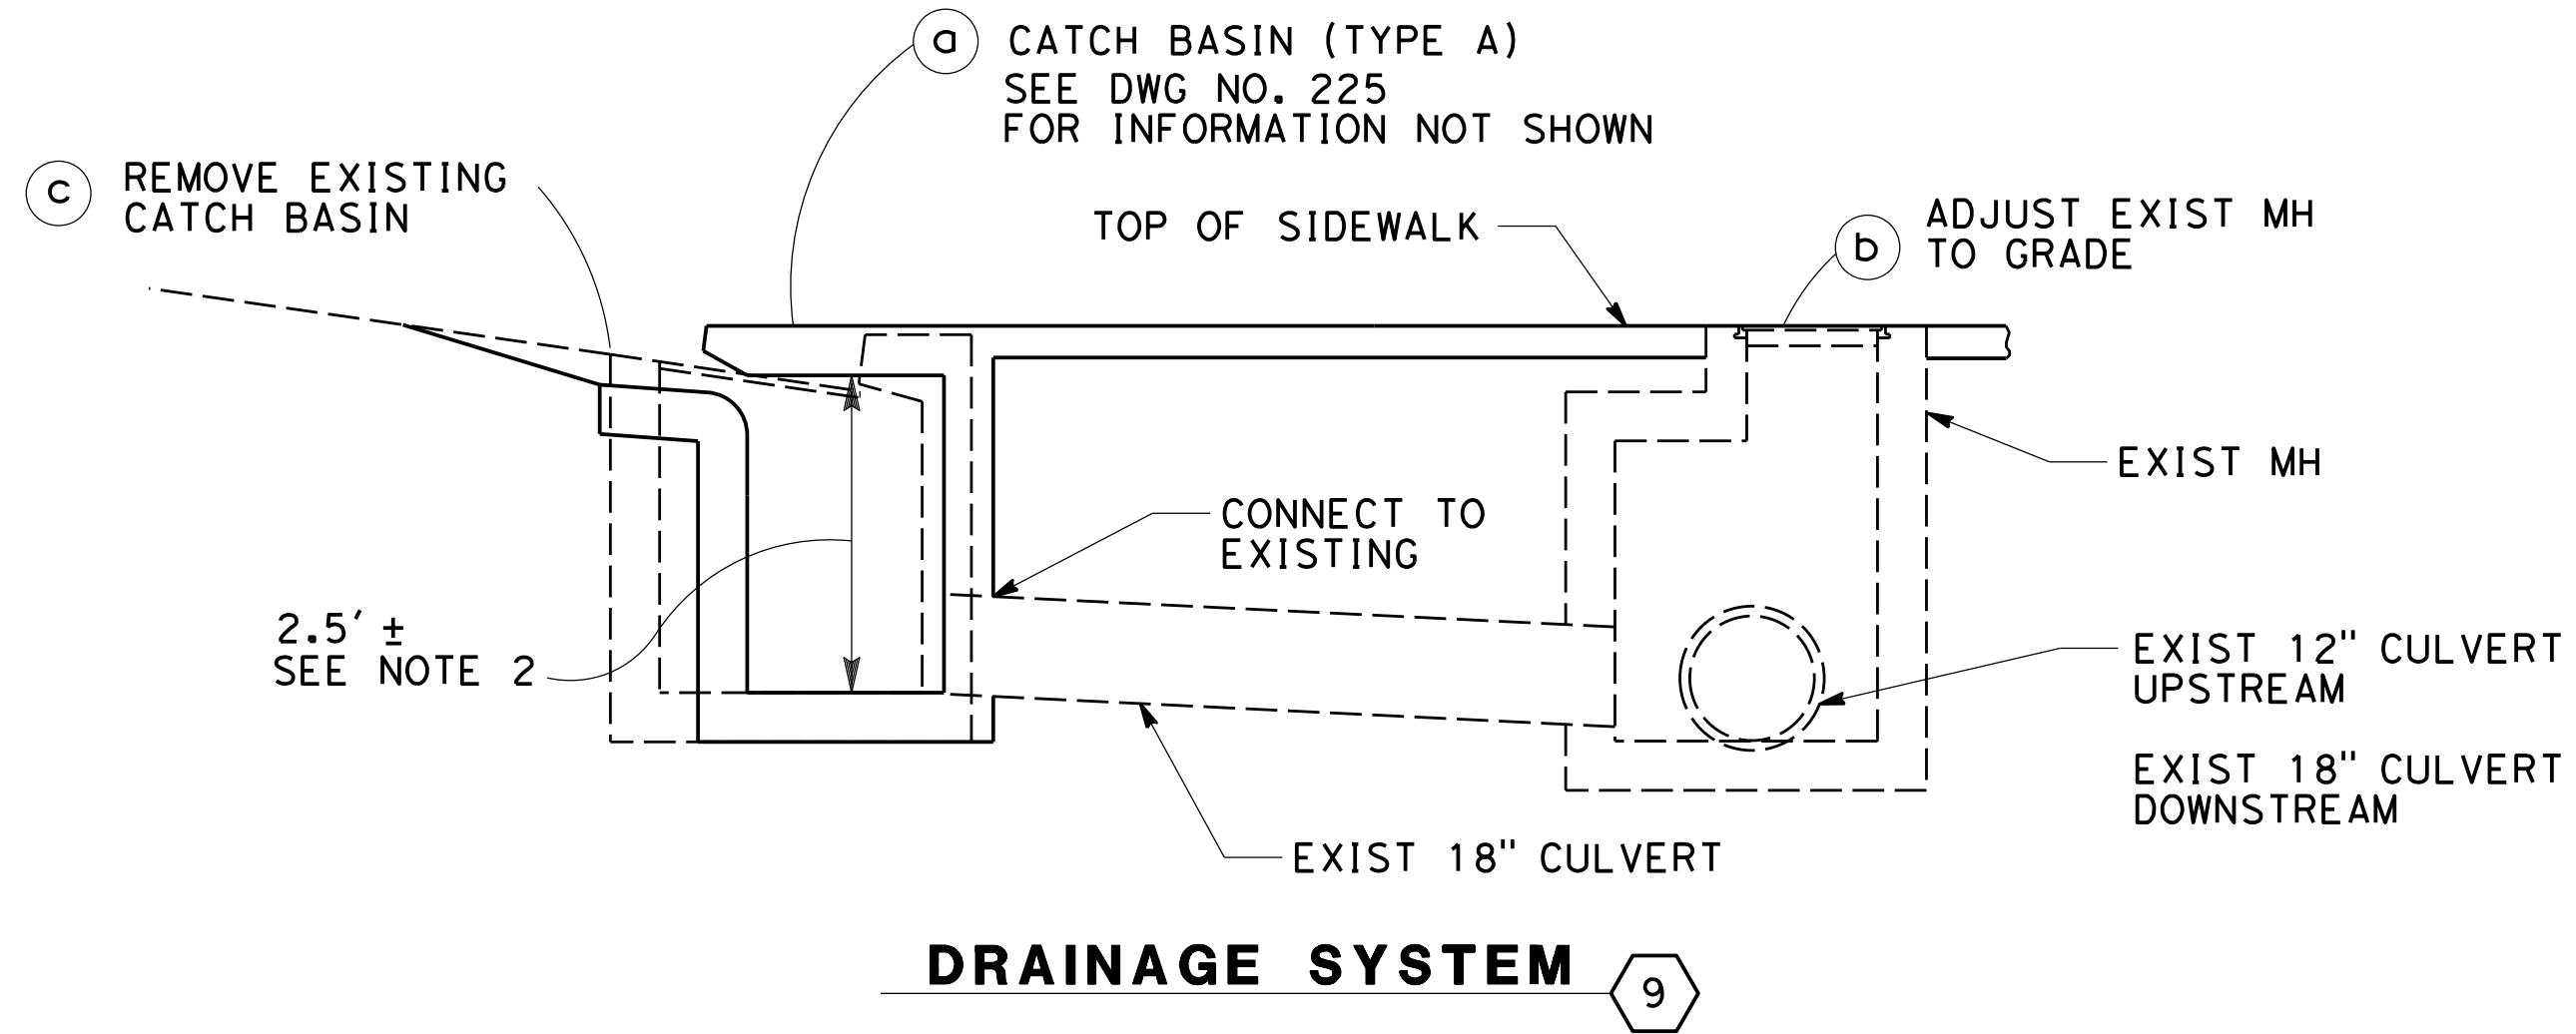 a
CATCH BASIN (TYPE A)
SEE DWG NO. 225
FOR INFORMATION NOT SHOWN
c
REMOVE EXISTING
CATCH BASIN
TOP OF SIDEWALK
b
ADJUST EXIST MH
TO GRADE
EXIST MH
CONNECT TO
EXISTING
2.5' ±
SEE NOTE 2
EXIST 12" CULVERT
UPSTREAM
EXIST 18" CULVERT
DOWNSTREAM
EXIST 18" CULVERT
DRAINAGE SYSTEM
9